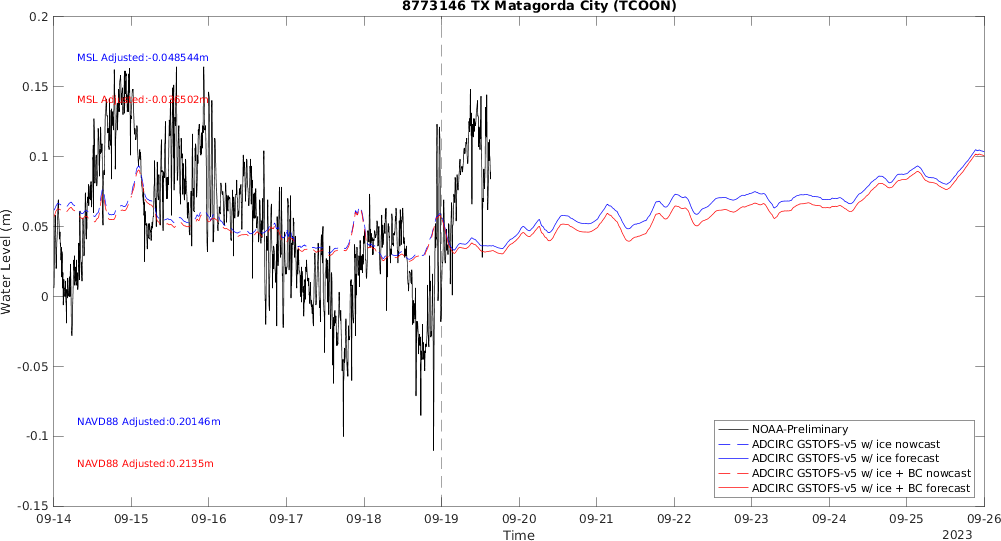 8773146 TX Matagorda City (TCOON)
0.2
0.15
0.1
0.05
0
-0.05
-0.1
-0.15
Water Level (m)
MSL Adjusted:-0.048544m
MSL Adjusted:-0.036502m
NAVD88 Adjusted:0.20146m
NAVD88 Adjusted:0.2135m
NOAA-Preliminary
ADCIRC GSTOFS-v5 w/ ice nowcast
ADCIRC GSTOFS-v5 w/ ice forecast
ADCIRC GSTOFS-v5 w/ ice + BC nowcast
ADCIRC GSTOFS-v5 w/ ice + BC forecast
09-14 09-15 09-16 09-17 09-18 09-19 09-20 09-21 09-22 09-23 09-24 09-25 09-26
Time
2023